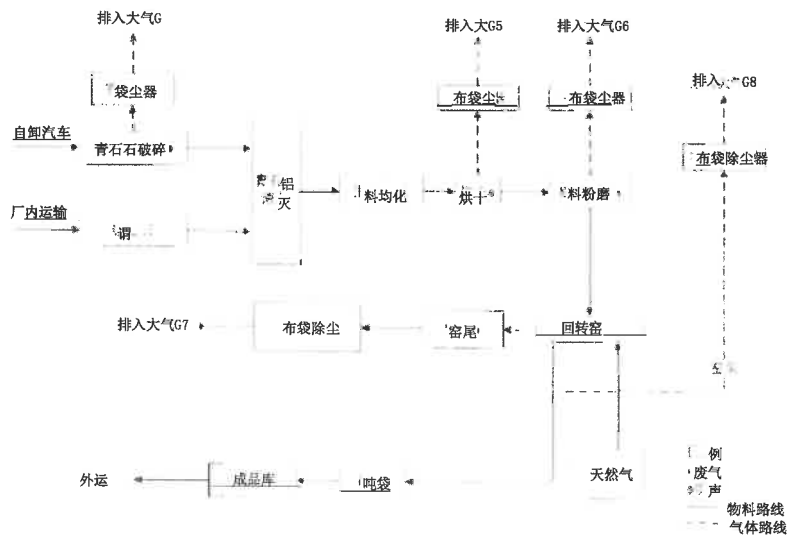 排入大气G
排入大G5
排入大气G6
排入 气G8
袋尘器
布袋尘
布袋尘器
布袋除尘器
自卸汽车
青石石破碎
铝
灰
料均化
烘干
料粉磨
厂内运输
谓
排入大气G7
布袋除尘
窑尾
回转窑
外运
成品库
吨袋
天然气
例
废气
声
物料路线
气体路线